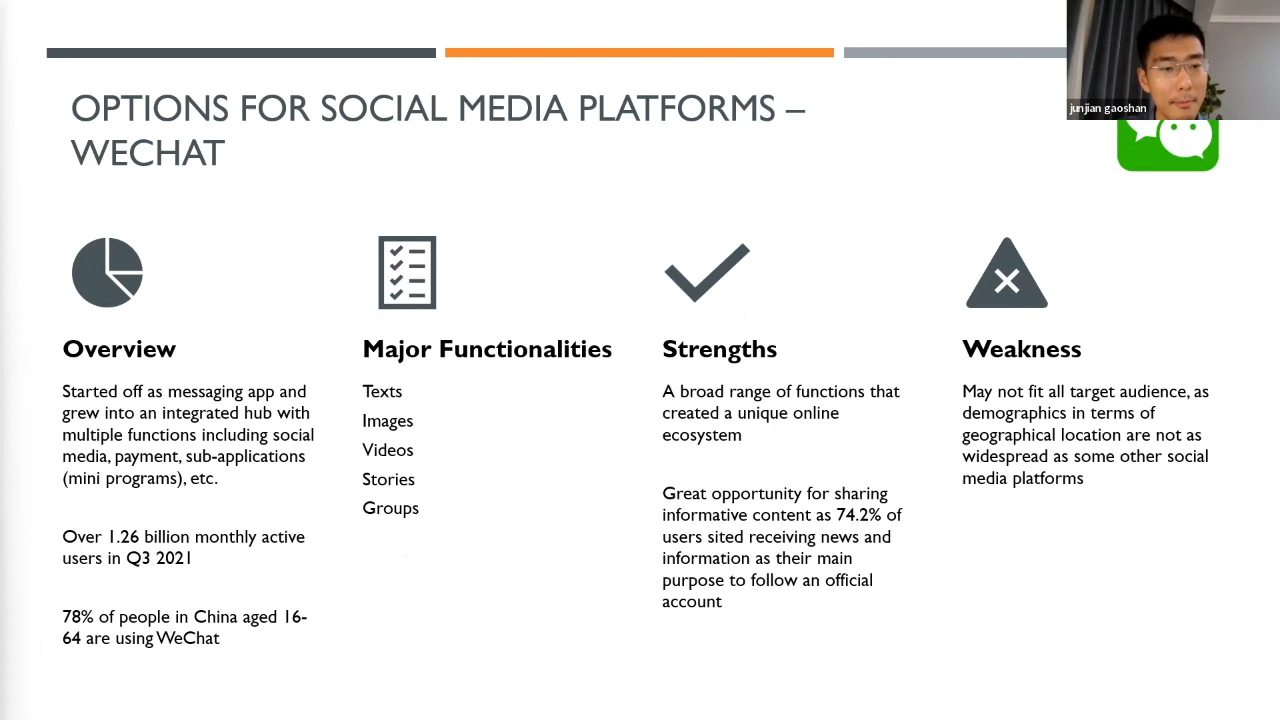 OPTIONS FOR SOCIAL MEDIA PLATFORMS –
WECHAT
junjian gaoshan
Overview
Started off as messaging app and
grew into an integrated hub with
multiple functions including social
media, payment, sub-applications
(mini programs), etc.
Over 1.26 billion monthly active
users in Q3 2021
78% of people in China aged 16-
64 are using WeChat
Major Functionalities
Texts
Images
Videos
Stories
Groups
Strengths
A broad range of functions that
created a unique online
ecosystem
Great opportunity for sharing
informative content as 74.2% of
users sited receiving news and
information as their main
purpose to follow an official
account
Weakness
May not fit all target audience, as
demographics in terms of
geographical location are not as
widespread as some other social
media platforms